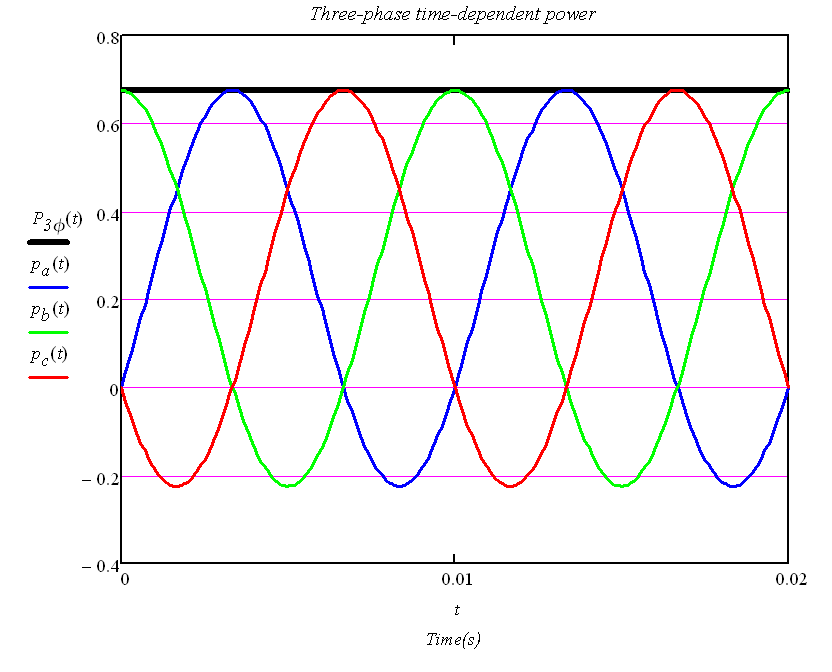 Three-phase time-dependent power
0.8
0.6
0.4
0.2
0
− 0.2
− 0.4
P3ϕ(t)
pa(t)
pb(t)
pc(t)
0
0.01
0.02
t
Time(s)